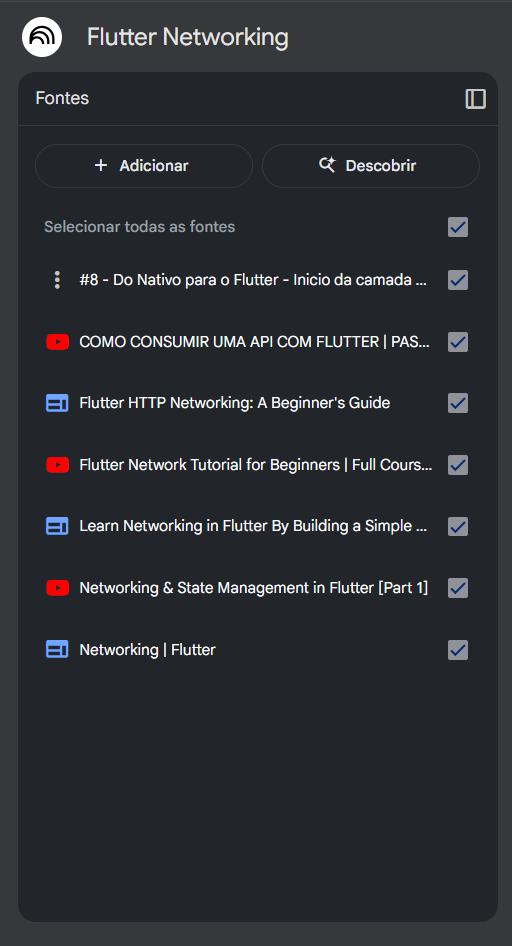 Flutter Networking
Fontes
Adicionar
Descobrir
Selecionar todas as fontes
#8 - Do Nativo para o Flutter - Inicio da camada ...
COMO CONSUMIR UMA API COM FLUTTER | PAS...
Flutter HTTP Networking: A Beginner's Guide
Flutter Network Tutorial for Beginners | Full Cours...
Learn Networking in Flutter By Building a Simple ...
Networking & State Management in Flutter [Part 1]
Networking | Flutter